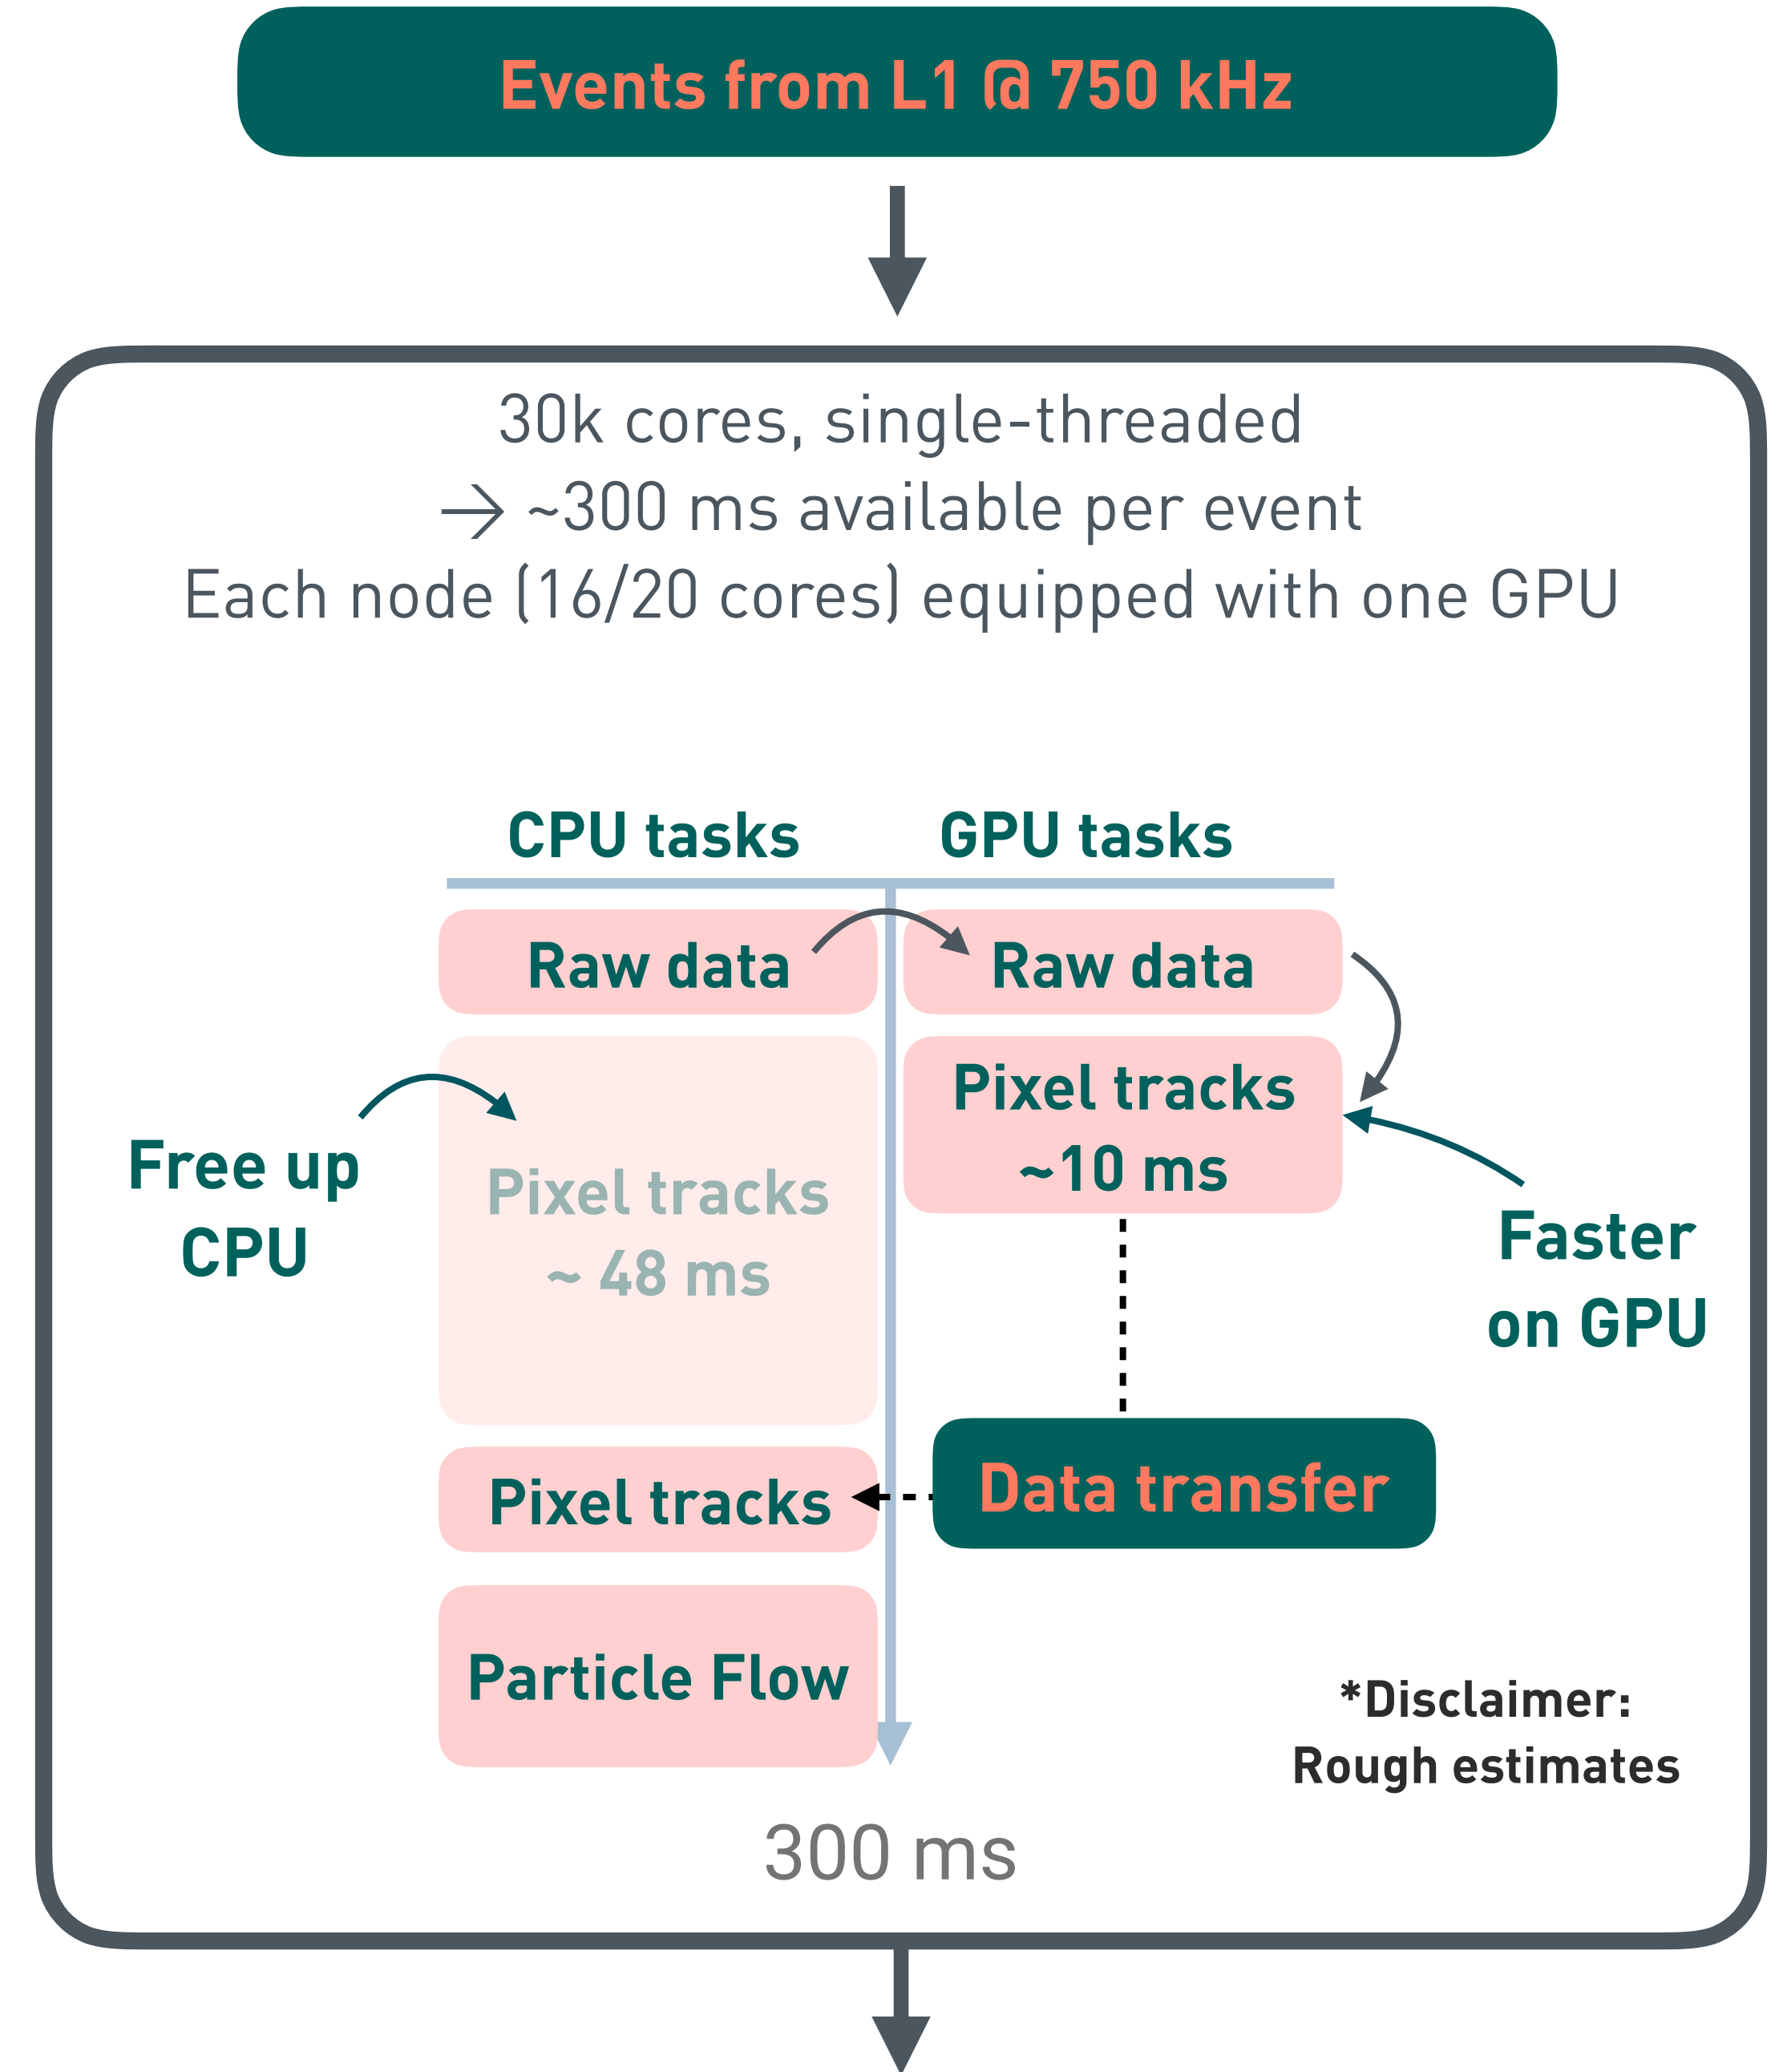 Events from L1 @ 750 kHz
30k cores, single-threaded
→ ~300 ms available per event
Each node (16/20 cores) equipped with one GPU
CPU tasks
GPU tasks
Raw data
Raw data
Pixel tracks
~10 ms
Free up
CPU
Pixel tracks
~ 48 ms
Faster
on GPU
Pixel tracks
Data transfer
Particle Flow
*Disclaimer:
Rough estimates
300 ms